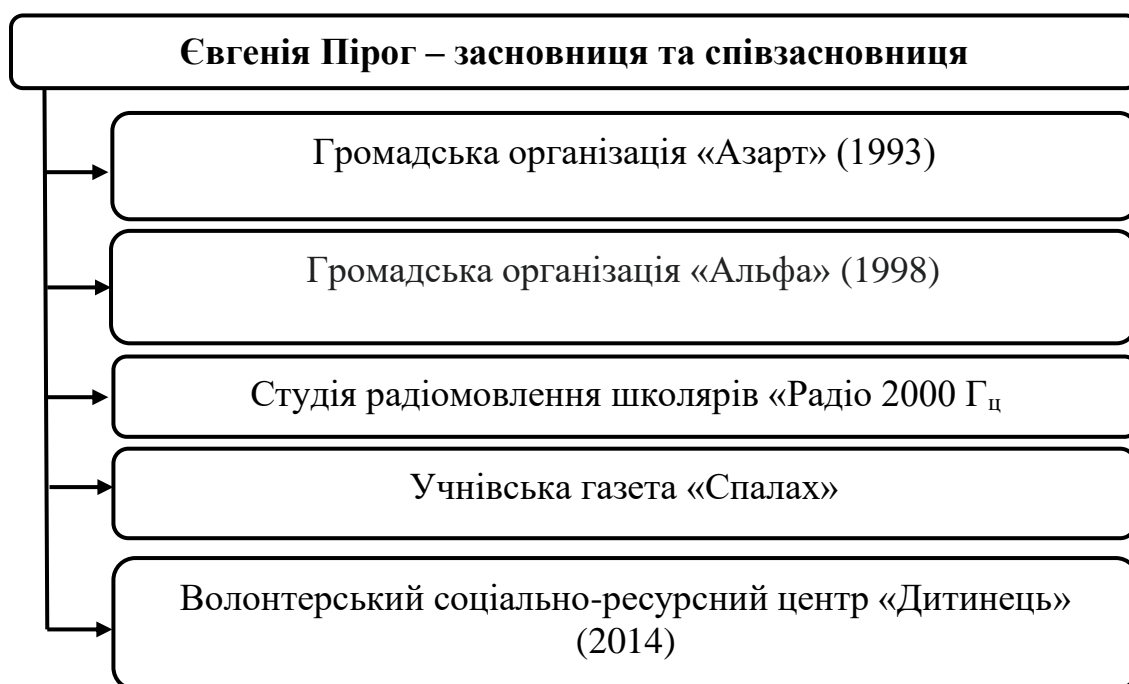 Євгенія Пірог – засновниця та співзасновниця
Громадська організація «Азарт» (1993)
Громадська організація «Альфа» (1998)
Студія радіомовлення школярів «Радіо 2000 Гц
Учнівська газета «Спалах»
Волонтерський соціально-ресурсний центр «Дитинець»
(2014)